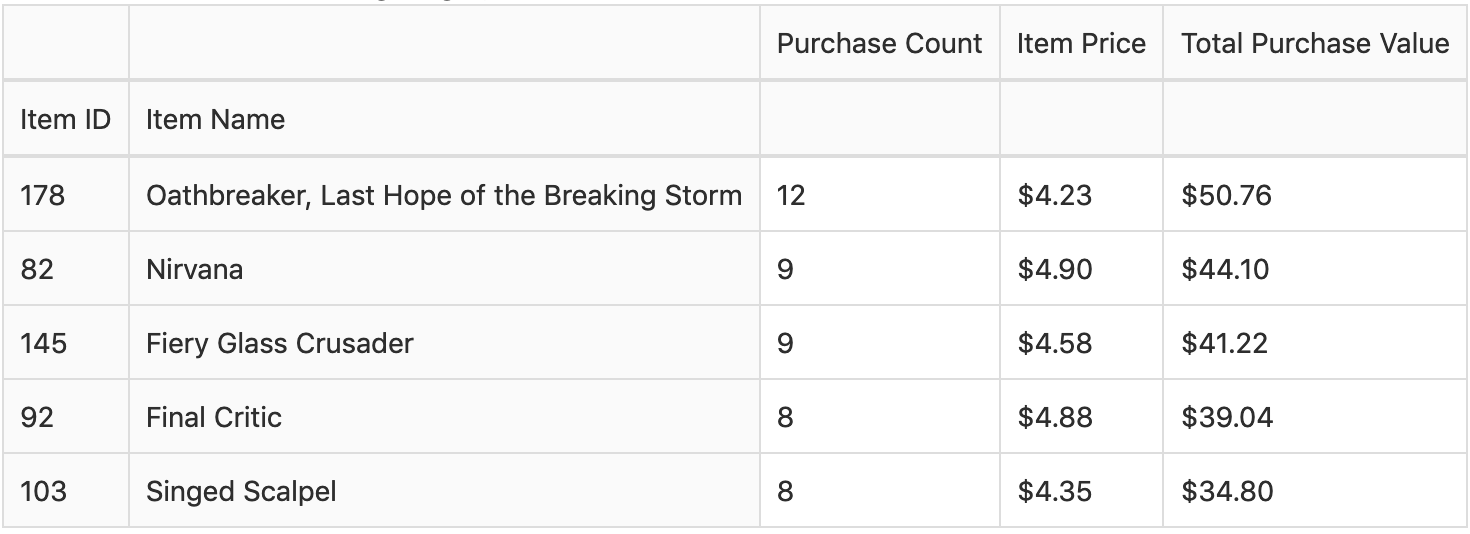 Purchase Count Item Price Total Purchase Value
Item ID Item Name
178 Oathbreaker, Last Hope of the Breaking Storm 12 $4.23 $50.76
82 Nirvana 9 $4.90 $44.10
145 Fiery Glass Crusader 9 $4.58 $41.22
92 Final Critic 8 $4.88 $39.04
103 Singed Scalpel 8 $4.35 $34.80